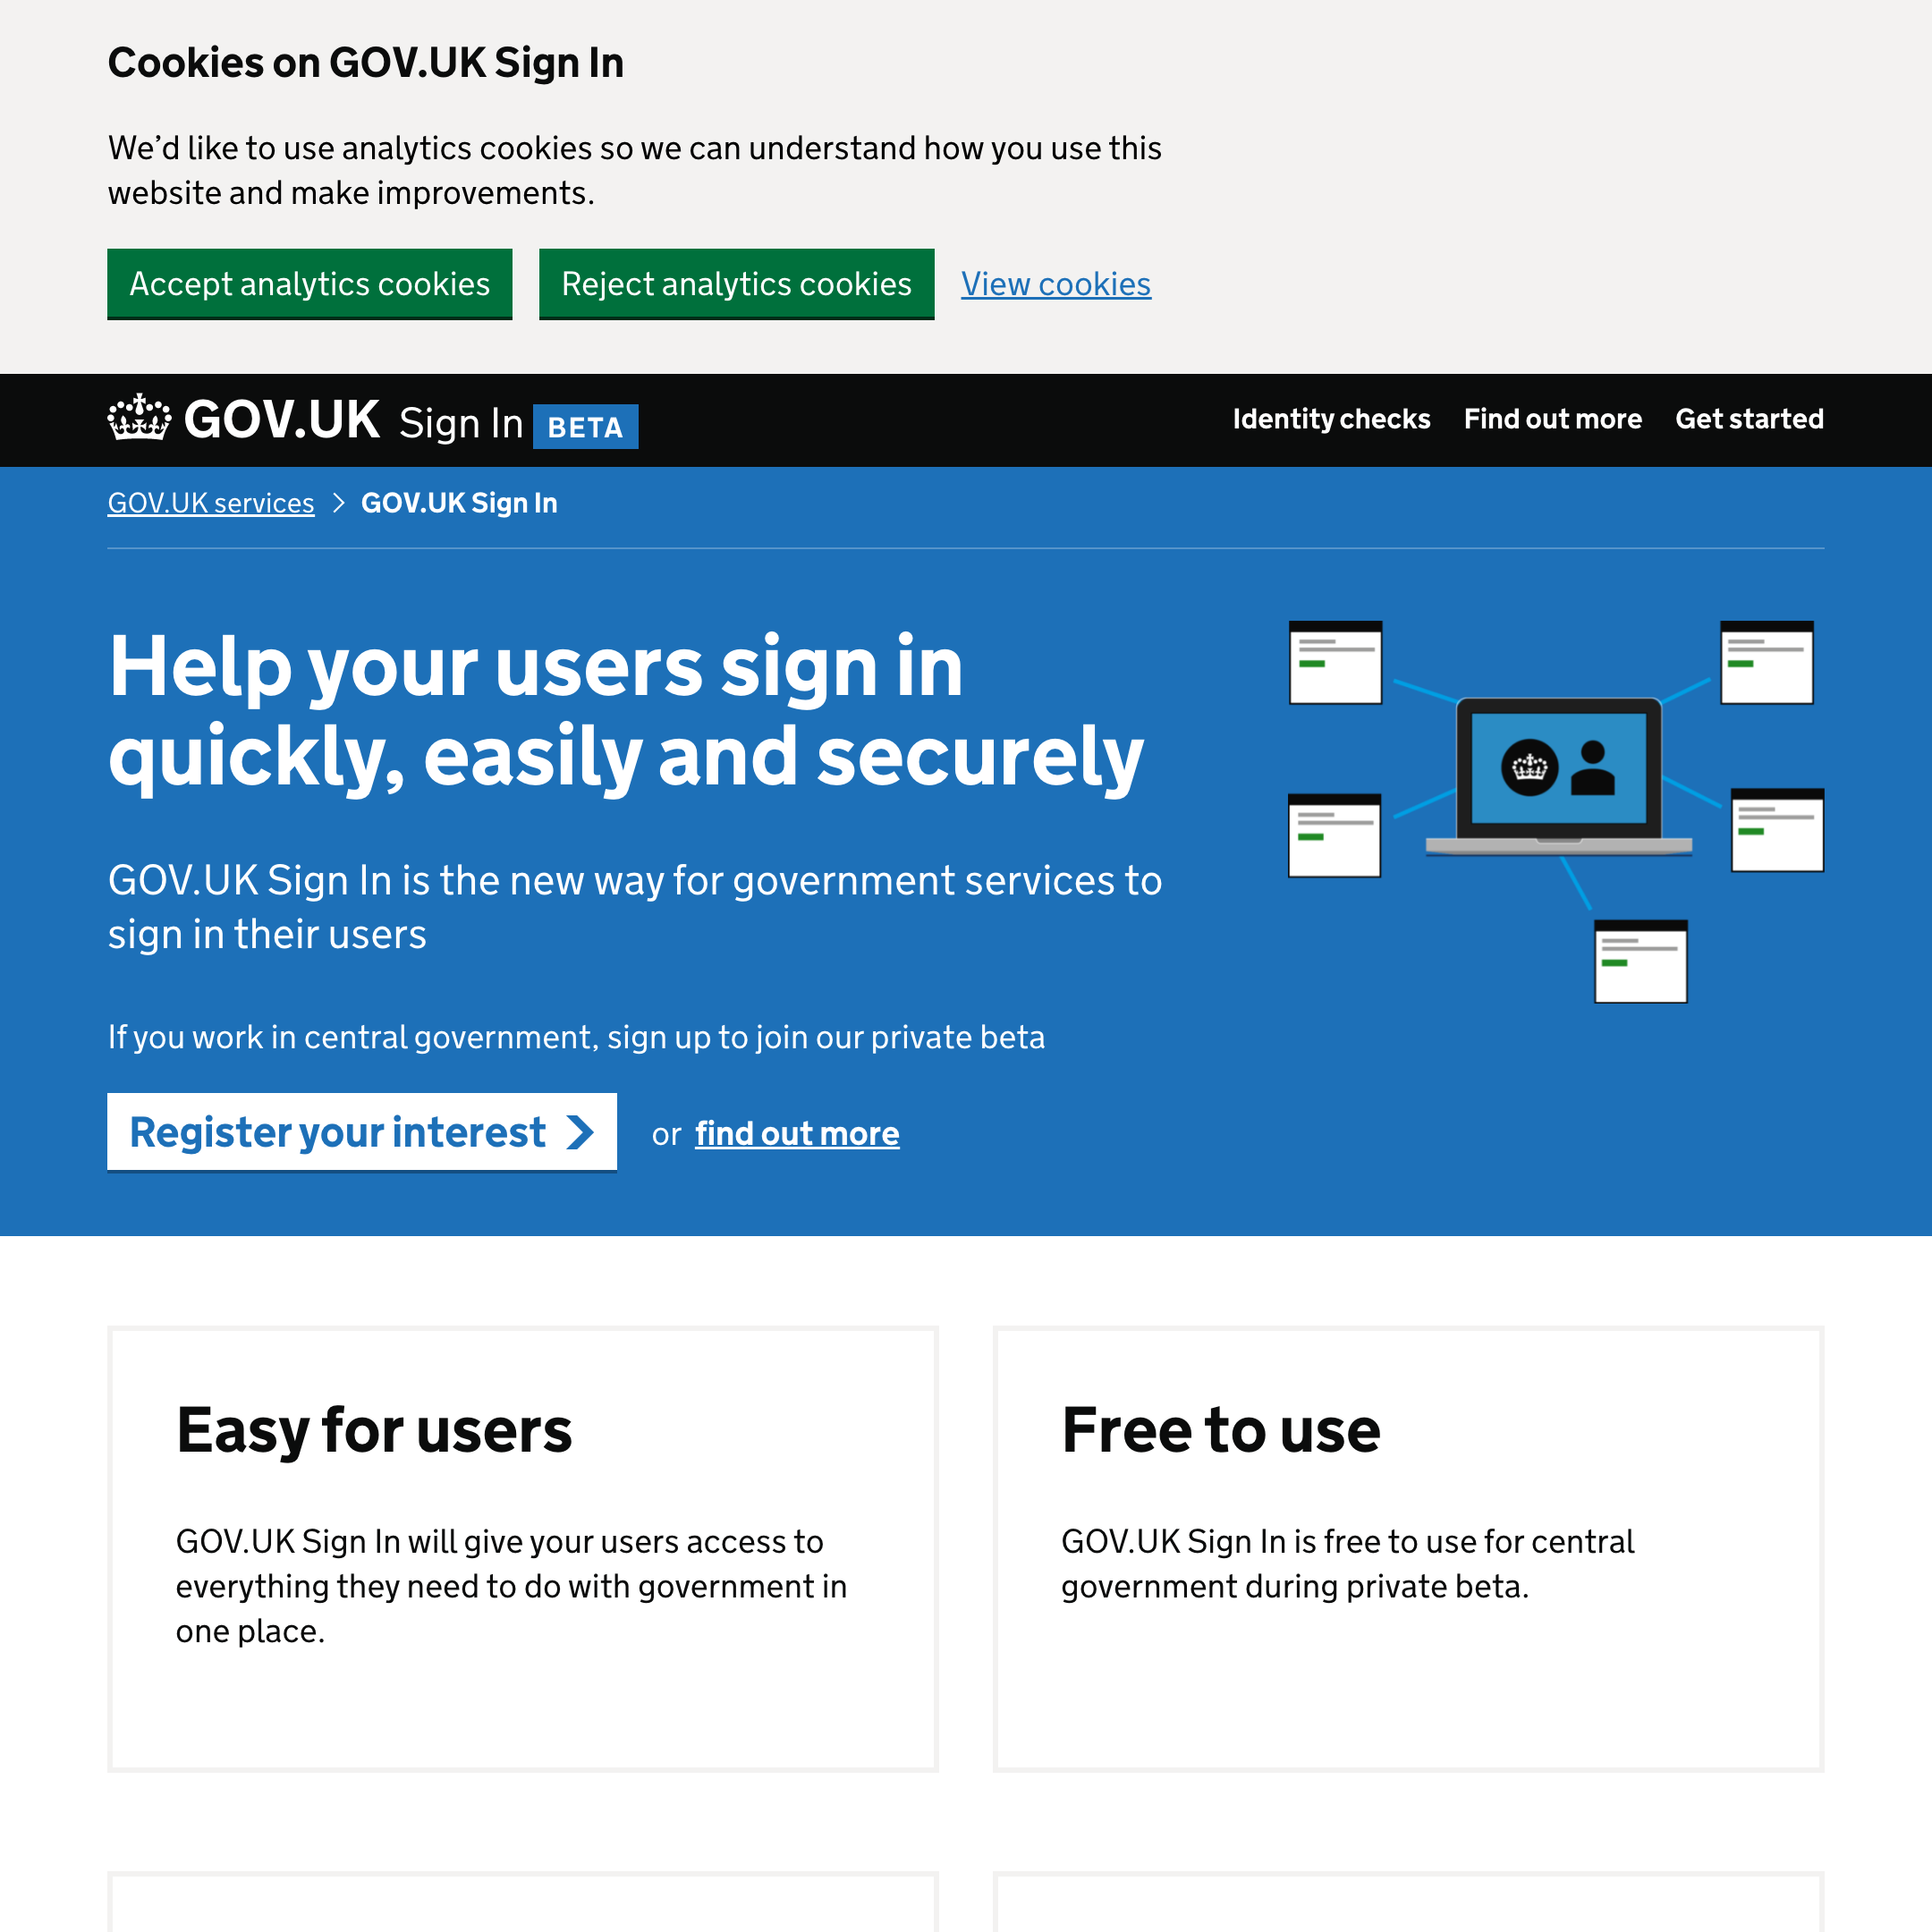 Cookies on GOV.UK Sign In
We’d like to use analytics cookies so we can understand how you use this
website and make improvements.
Accept analytics cookies Reject analytics cookies View cookies
GOV.UK Sign In BETA Identity checks Find out more Get started
GOV.UK services GOV.UK Sign In
Help your users sign in
quickly, easily and securely
GOV.UK Sign In is the new way for government services to
sign in their users
If you work in central government, sign up to join our private beta
Register your interest or find out more
Easy for users
GOV.UK Sign In will give your users access to
everything they need to do with government in
one place.
Free to use
GOV.UK Sign In is free to use for central
government during private beta.